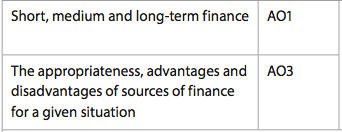 Short, medium and long-term finance AO1
The appropriateness, advantages and AO3
disadvantages of sources of finance
for a given situation